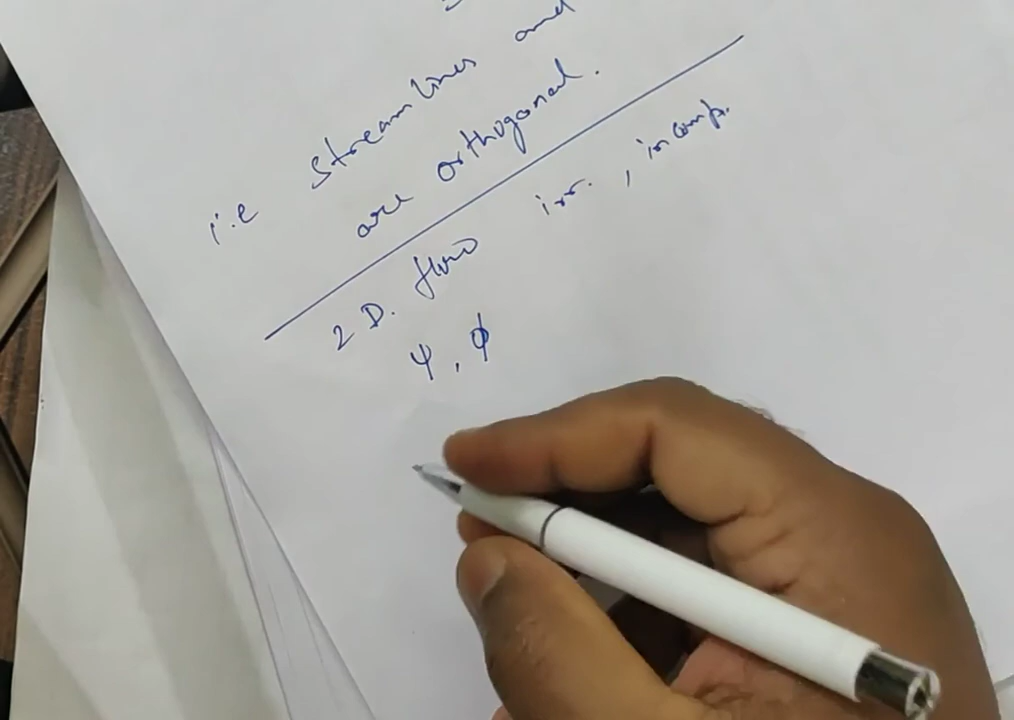 i.e streamlines and
are orthogonal.
2 D. flow irr. , incomp.
ψ , ϕ